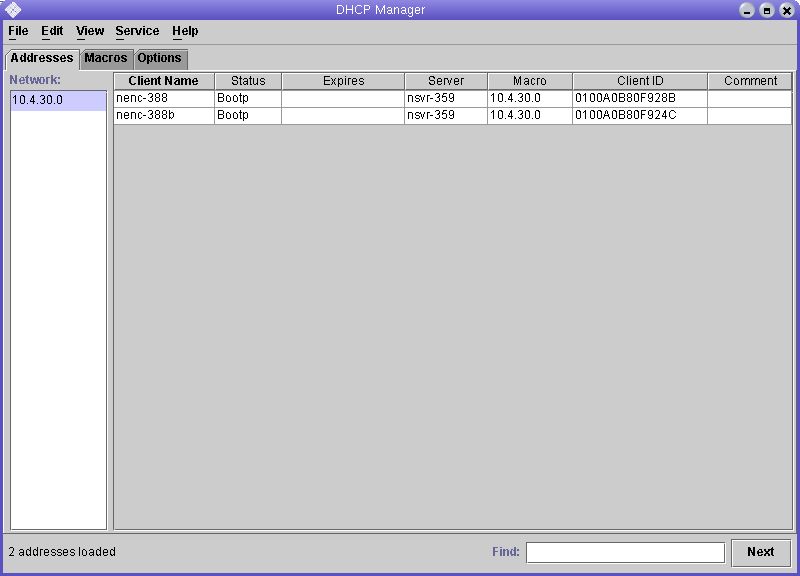 DHCP Manager
File Edit View Service Help
Addresses Macros Options
Network:
10.4.30.0
Client Name Status Expires Server Macro Client ID Comment
nenc-388 Bootp nsvr-359 10.4.30.0 0100A0B80F928B
nenc-388b Bootp nsvr-359 10.4.30.0 0100A0B80F924C
2 addresses loaded
Find:
Next